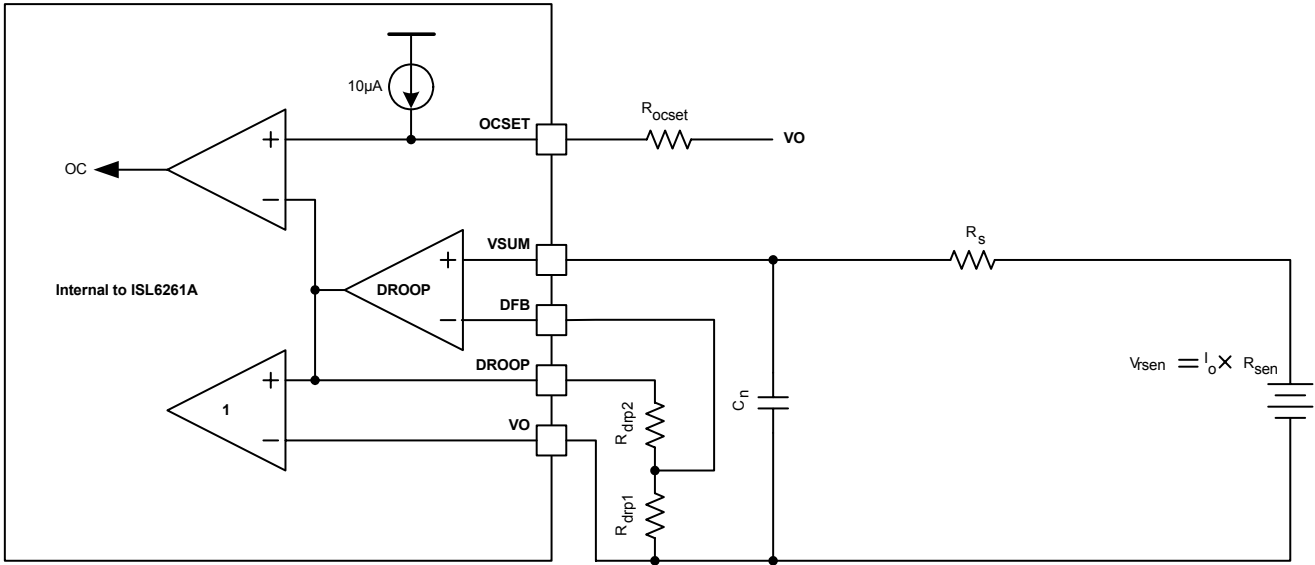 10µA
OCSET
R_ocset
VO
+
−
OC
VSUM
R_s
+
−
DROOP
DFB
Internal to ISL6261A
DROOP
+
−
1
VO
R_drp2
R_drp1
C_n
V_rsen = I_o × R_sen